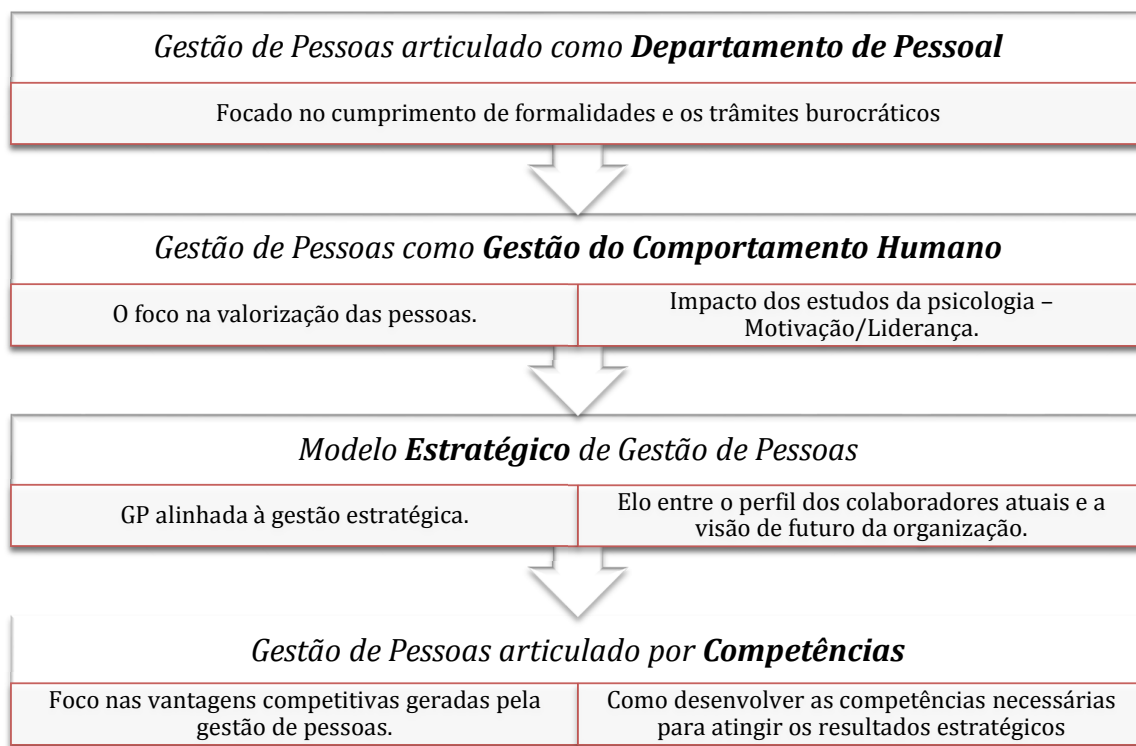 Gestão de Pessoas articulado como Departamento de Pessoal
Focado no cumprimento de formalidades e os trâmites burocráticos
Gestão de Pessoas como Gestão do Comportamento Humano
O foco na valorização das pessoas.
Impacto dos estudos da psicologia –
Motivação/Liderança.
Modelo Estratégico de Gestão de Pessoas
GP alinhada à gestão estratégica.
Elo entre o perfil dos colaboradores atuais e a
visão de futuro da organização.
Gestão de Pessoas articulado por Competências
Foco nas vantagens competitivas geradas pela
gestão de pessoas.
Como desenvolver as competências necessárias
para atingir os resultados estratégicos